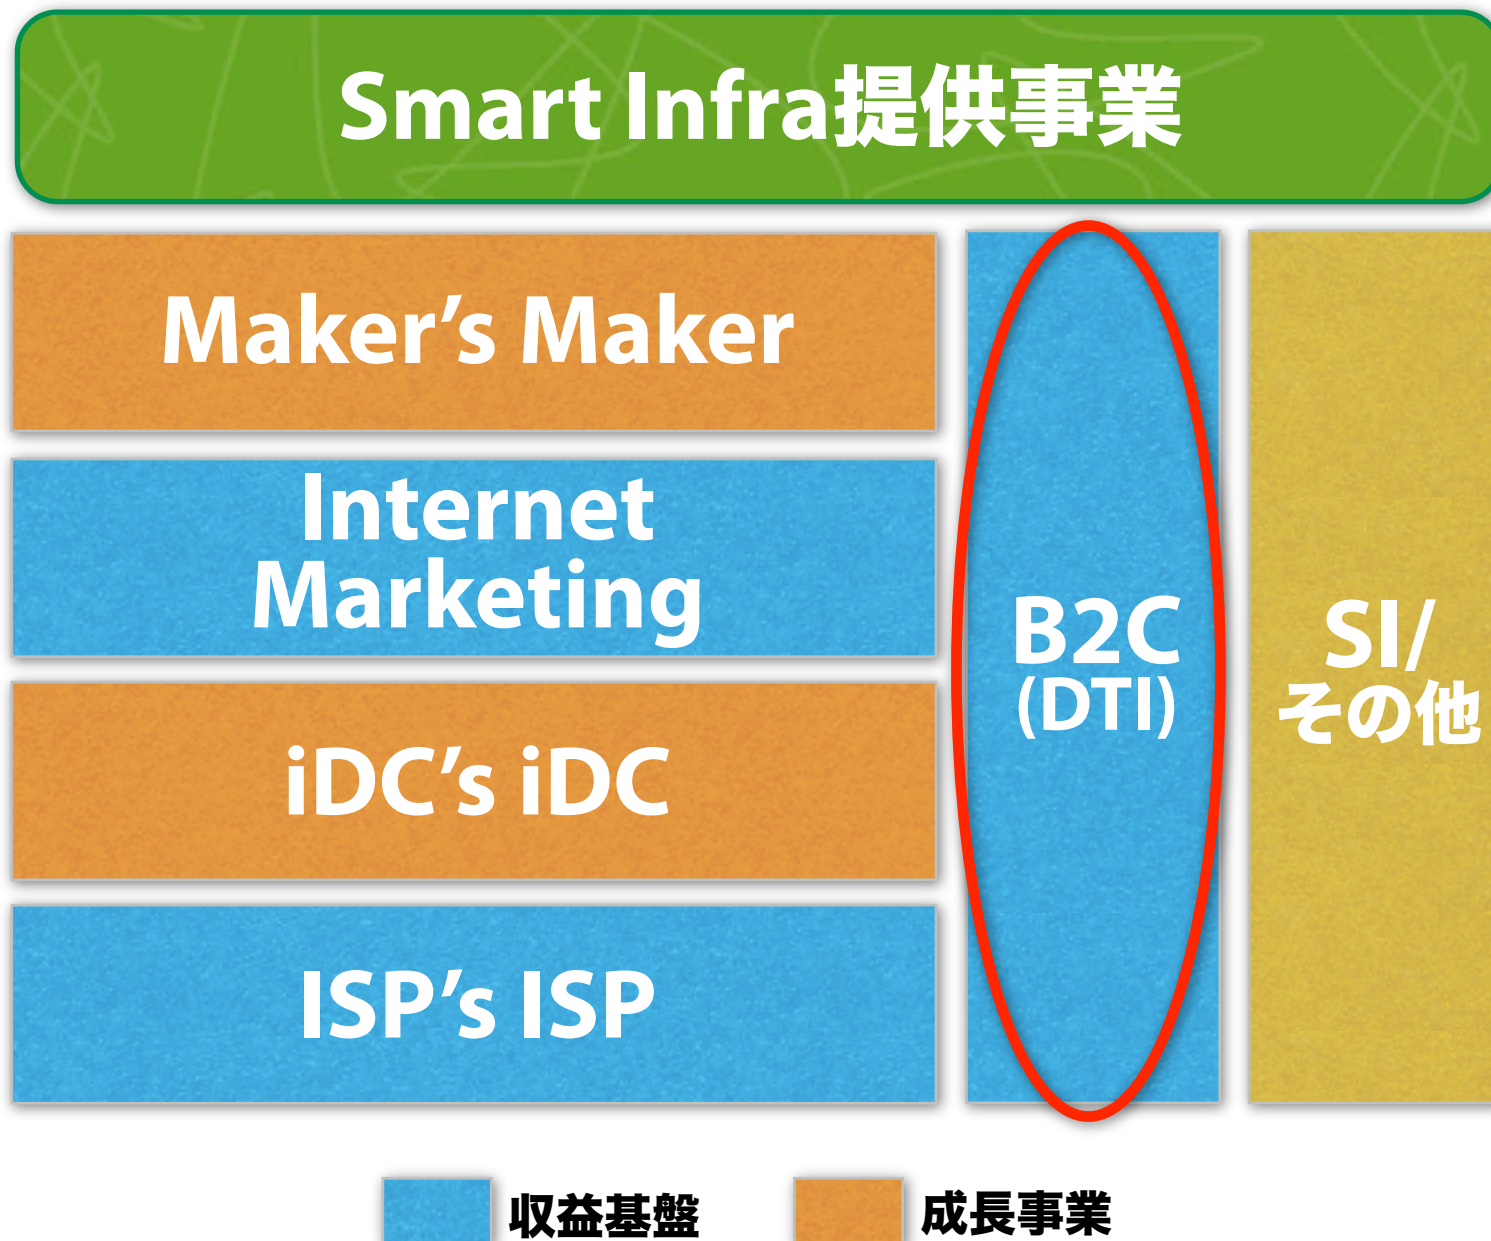 Smart Infra提供事業
Maker’s Maker
Internet
Marketing
iDC’s iDC
ISP’s ISP
B2C
(DTI)
SI/
その他
収益基盤
成長事業